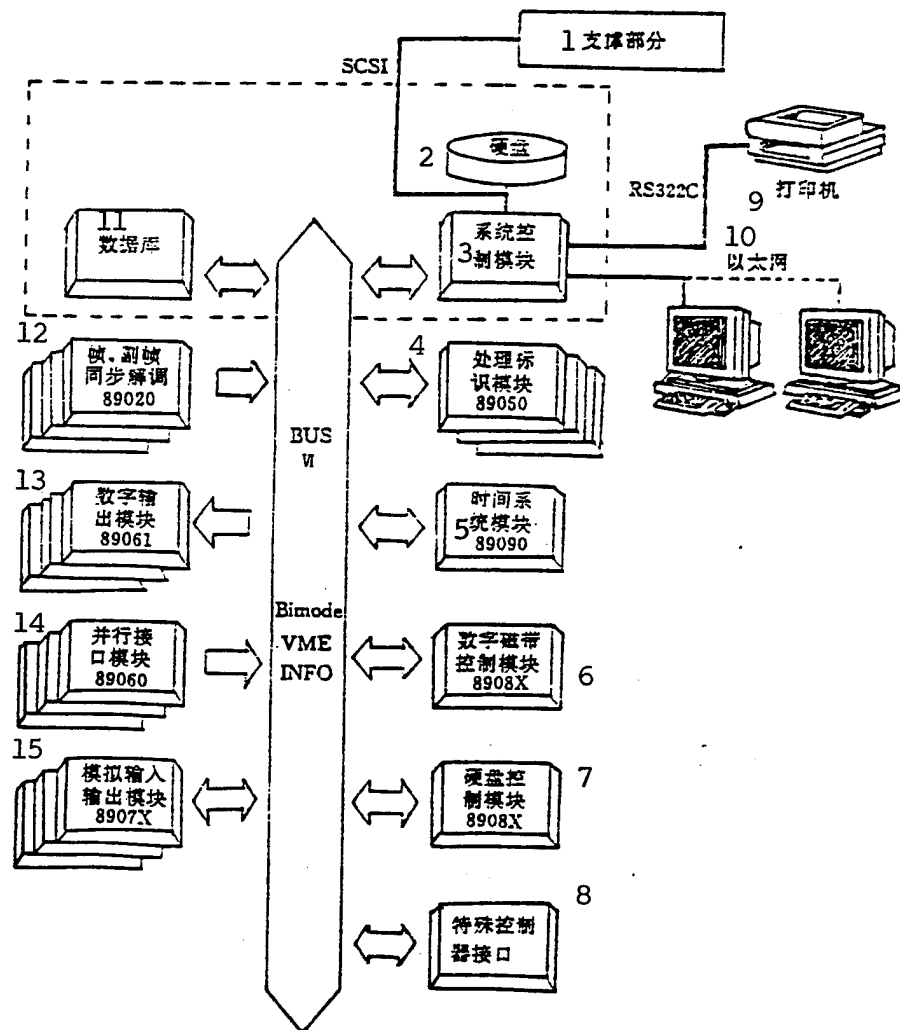 1 支撑部分
SCSI
2
硬盘
RS322C
9
打印机
11
数据库
3
系统控
制模块
10
以太网
12
帧、副帧
同步解调
89020
4
处理标
识模块
89050
BUS
VI
13
数字输
出模块
89061
5
时间系
统模块
89090
14
并行接
口模块
89060
Bimode
VME
INFO
数字磁带
控制模块
8908X
6
15
模拟输入
输出模块
8907X
硬盘控
制模块
8908X
7
8
特殊控制
器接口